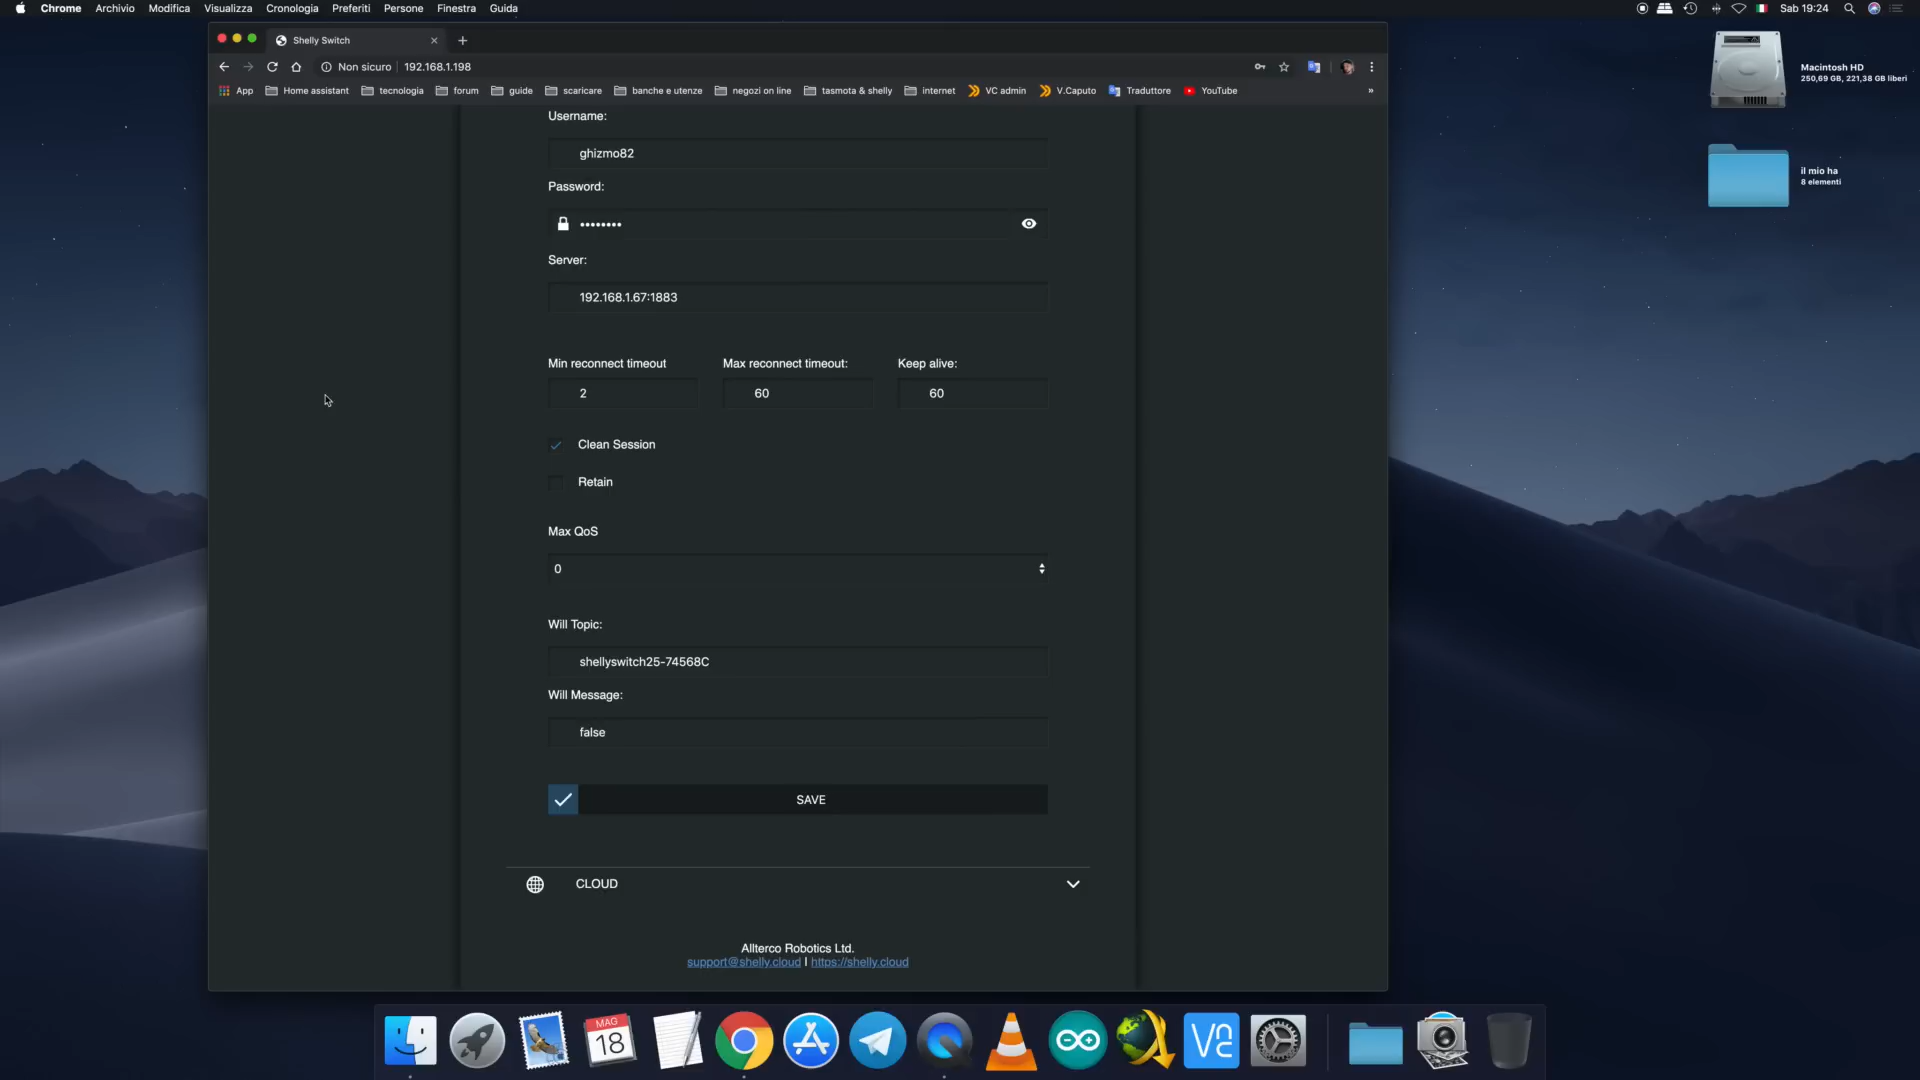 Chrome Archivio Modifica Visualizza Cronologia Preferiti Persone Finestra Guida Sab 19:24
Shelly Switch
Non sicuro 192.168.1.198
App Home assistant tecnologia forum guide scaricare banche e utenze negozi on line tasmota & shelly internet VC admin V.Caputo Traduttore YouTube »
Macintosh HD
250,69 GB, 221,38 GB liberi
il mio ha
8 elementi
Username:
ghizmo82
Password:
••••••••
Server:
192.168.1.67:1883
Min reconnect timeout Max reconnect timeout: Keep alive:
2 60 60
Clean Session
Retain
Max QoS
0
Will Topic:
shellyswitch25-74568C
Will Message:
false
SAVE
CLOUD
Allterco Robotics Ltd.
support@shelly.cloud | https://shelly.cloud
MAG
18